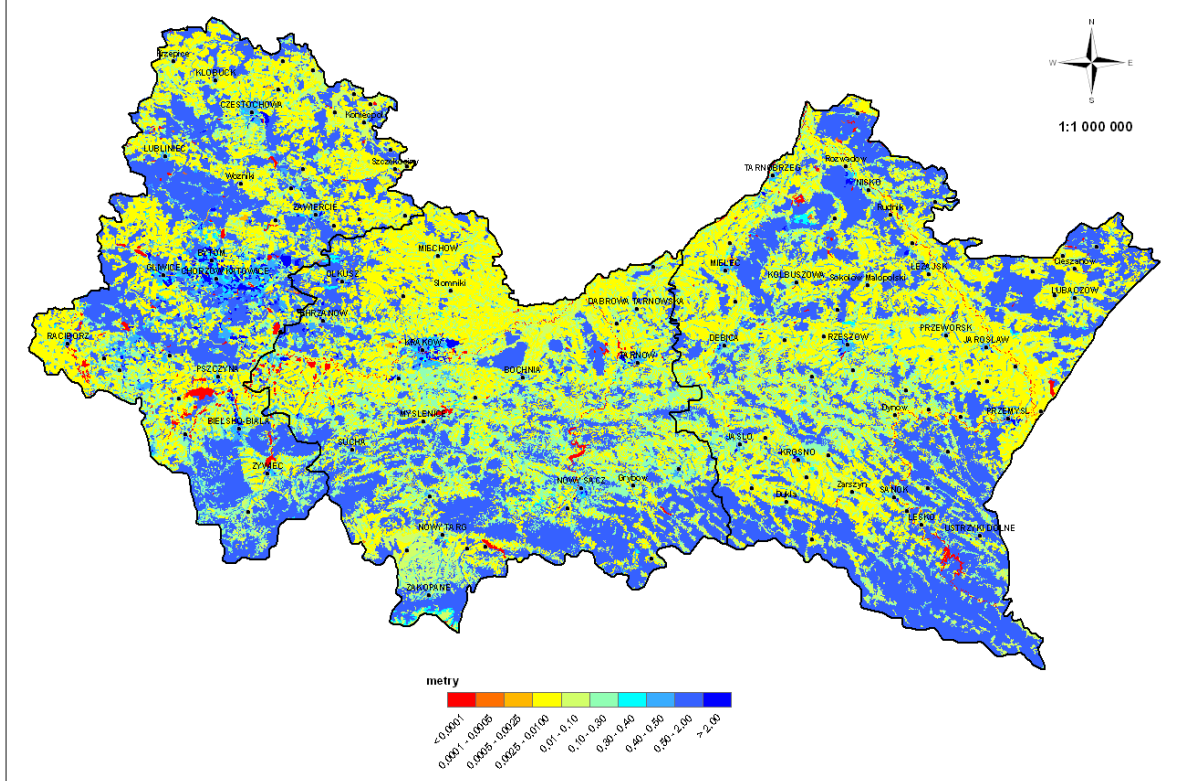 N
W E
S
1:1 000 000
Krzepice
KŁOBUCK
CZĘSTOCHOWA
Koniecpol
LUBLINIEC
Szczekociny
Woźniki
ZAWIERCIE
TARNOBRZEG
Rozwadów
NISKO
Rudnik
BYTOM
GLIWICE
CHORZÓW
KATOWICE
OLKUSZ
MIECHÓW
Słomniki
MIELEC
KOLBUSZOWA
Sokołów Małopolski
LEŻAJSK
Cieszanów
LUBACZÓW
CHRZANÓW
DĄBROWA TARNOWSKA
RACIBÓRZ
KRAKÓW
BOCHNIA
TARNÓW
DĘBICA
RZESZÓW
PRZEWORSK
JAROSŁAW
PSZCZYNA
BIELSKO-BIAŁA
MYŚLENICE
SUCHA
Dynów
PRZEMYŚL
ŻYWIEC
JASŁO
KROSNO
NOWY SĄCZ
Grybów
Dukla
Zarszyn
SANOK
LESKO
USTRZYKI DOLNE
NOWY TARG
ZAKOPANE
metry
< 0.0001
0,0001 - 0,0005
0,0005 - 0,0025
0,0025 - 0,0100
0,01 - 0,10
0,10 - 0,30
0,30 - 0,40
0,40 - 0,50
0,50 - 2,00
> 2,00